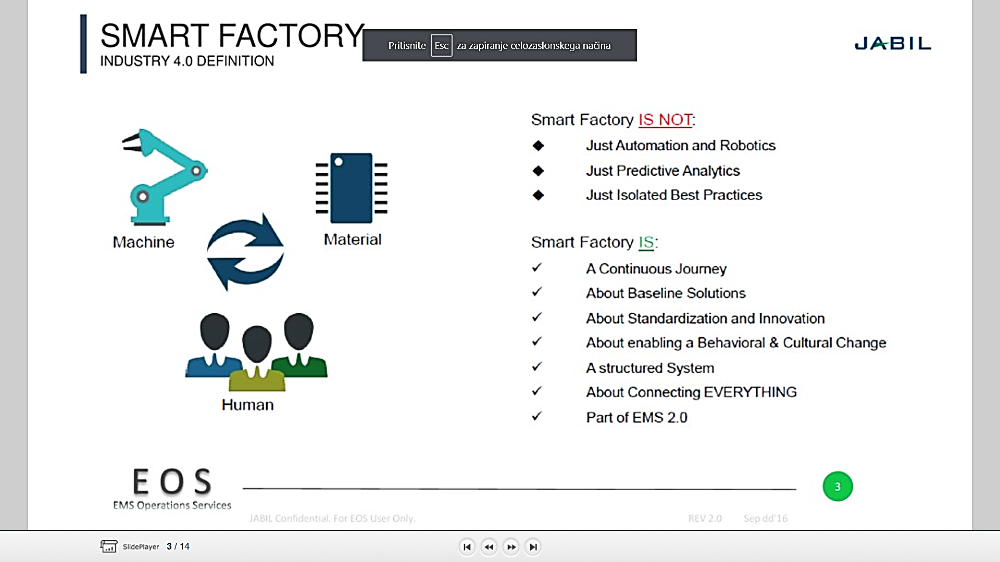 SMART FACTORY
INDUSTRY 4.0 DEFINITION
Pritisnite Esc za zapiranje celozaslonskega načina
JABIL
Machine
Material
Human
Smart Factory IS NOT:
Just Automation and Robotics
Just Predictive Analytics
Just Isolated Best Practices
Smart Factory IS:
A Continuous Journey
About Baseline Solutions
About Standardization and Innovation
About enabling a Behavioral & Cultural Change
A structured System
About Connecting EVERYTHING
Part of EMS 2.0
EOS
EMS Operations Services
3
JABIL Confidential. For EOS User Only.
REV 2.0 Sep dd'16
SlidePlayer 3 / 14